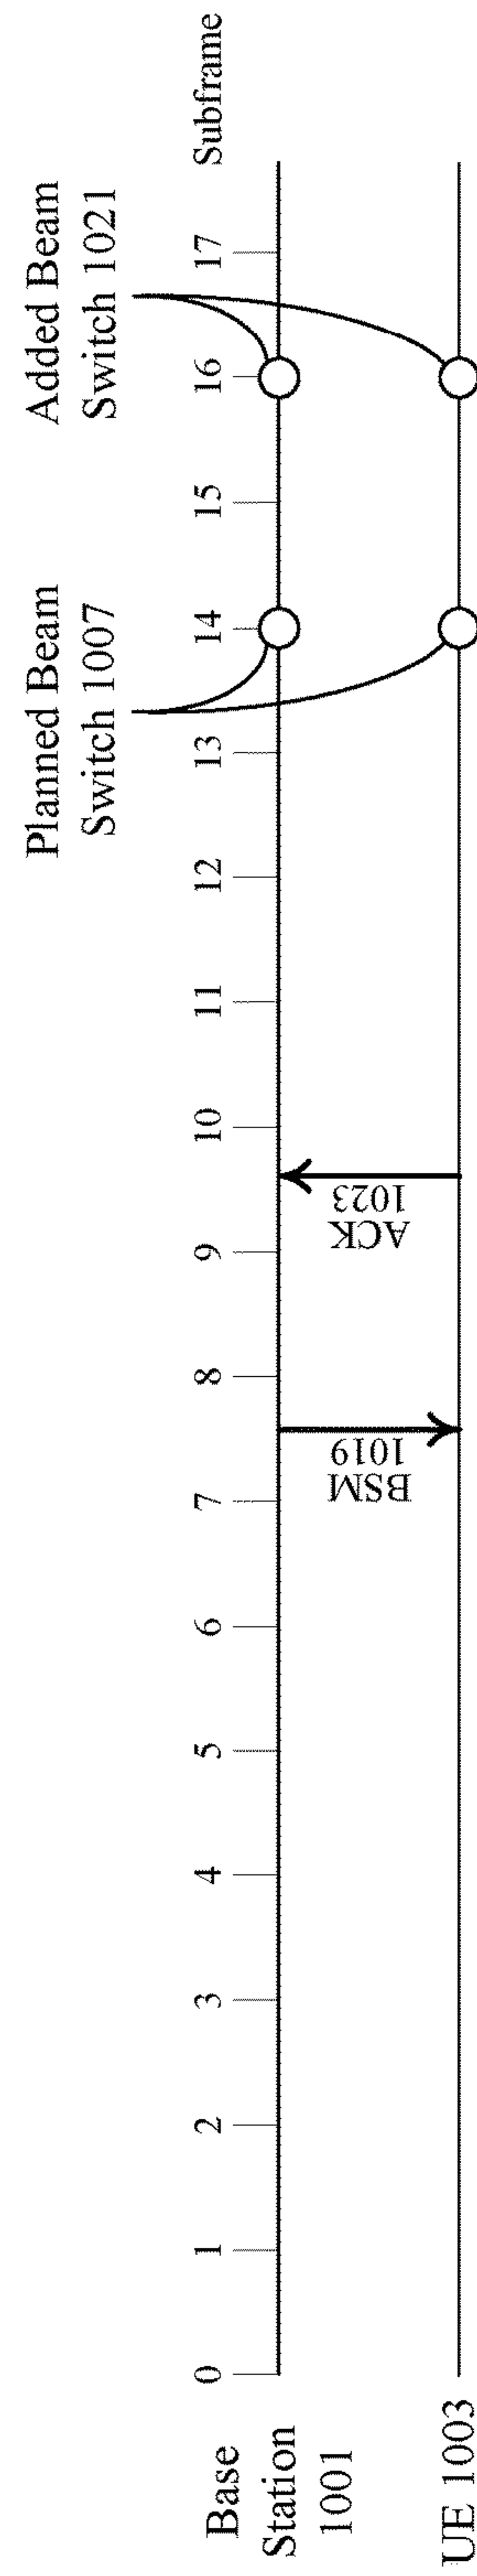 Planned Beam
Switch 1007
Added Beam
Switch 1021
0 1 2 3 4 5 6 7 8 9 10 11 12 13 14 15 16 17 Subframe
Base
Station
1001
BSM
1019
ACK
1023
UE 1003